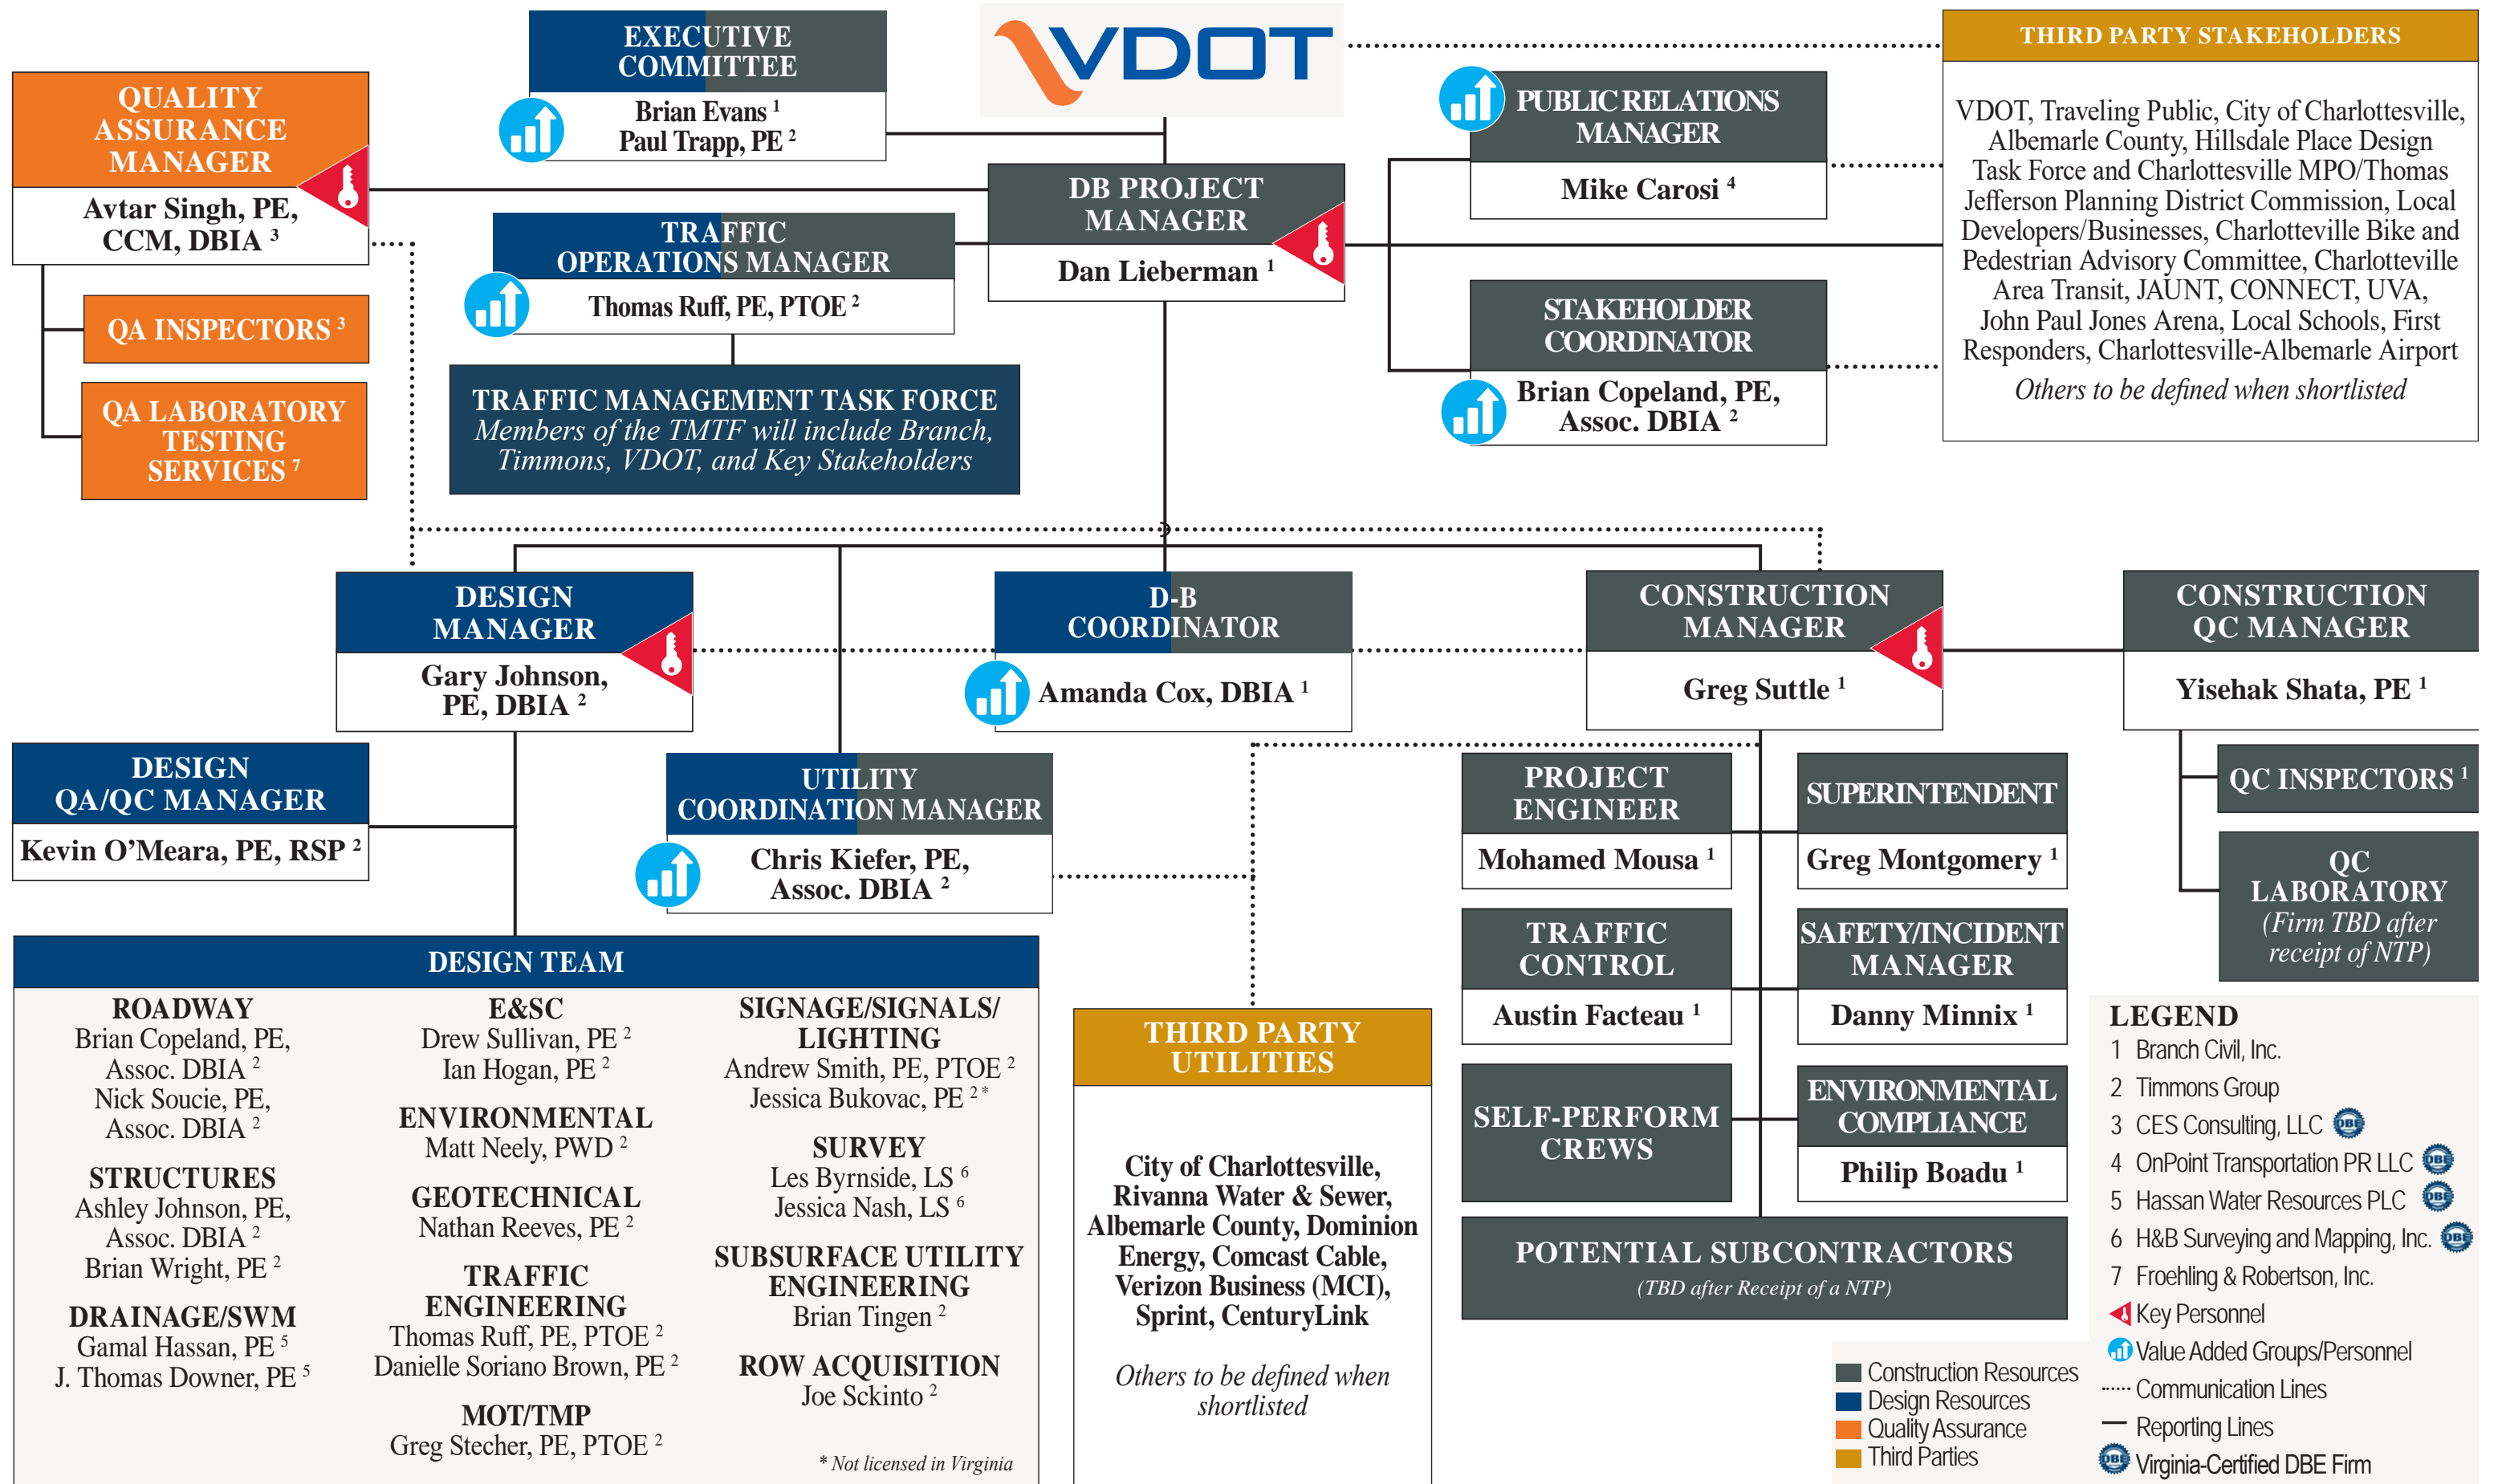 VDOT
EXECUTIVE
COMMITTEE
Brian Evans 1
Paul Trapp, PE 2
QUALITY
ASSURANCE
MANAGER
Avtar Singh, PE,
CCM, DBIA 3
QA INSPECTORS 3
QA LABORATORY
TESTING
SERVICES 7
DB PROJECT
MANAGER
Dan Lieberman 1
TRAFFIC
OPERATIONS MANAGER
Thomas Ruff, PE, PTOE 2
TRAFFIC MANAGEMENT TASK FORCE
Members of the TMTF will include Branch,
Timmons, VDOT, and Key Stakeholders
PUBLIC RELATIONS
MANAGER
Mike Carosi 4
STAKEHOLDER
COORDINATOR
Brian Copeland, PE,
Assoc. DBIA 2
THIRD PARTY STAKEHOLDERS
VDOT, Traveling Public, City of Charlottesville,
Albemarle County, Hillsdale Place Design
Task Force and Charlottesville MPO/Thomas
Jefferson Planning District Commission, Local
Developers/Businesses, Charlotteville Bike and
Pedestrian Advisory Committee, Charlotteville
Area Transit, JAUNT, CONNECT, UVA,
John Paul Jones Arena, Local Schools, First
Responders, Charlottesville-Albemarle Airport
Others to be defined when shortlisted
DESIGN
MANAGER
Gary Johnson,
PE, DBIA 2
D-B
COORDINATOR
Amanda Cox, DBIA 1
CONSTRUCTION
MANAGER
Greg Suttle 1
CONSTRUCTION
QC MANAGER
Yisehak Shata, PE 1
QC INSPECTORS 1
QC
LABORATORY
(Firm TBD after
receipt of NTP)
DESIGN
QA/QC MANAGER
Kevin O’Meara, PE, RSP 2
UTILITY
COORDINATION MANAGER
Chris Kiefer, PE,
Assoc. DBIA 2
PROJECT
ENGINEER
Mohamed Mousa 1
SUPERINTENDENT
Greg Montgomery 1
TRAFFIC
CONTROL
Austin Facteau 1
SAFETY/INCIDENT
MANAGER
Danny Minnix 1
SELF-PERFORM
CREWS
ENVIRONMENTAL
COMPLIANCE
Philip Boadu 1
POTENTIAL SUBCONTRACTORS
(TBD after Receipt of a NTP)
DESIGN TEAM
ROADWAY
Brian Copeland, PE,
Assoc. DBIA 2
Nick Soucie, PE,
Assoc. DBIA 2
STRUCTURES
Ashley Johnson, PE,
Assoc. DBIA 2
Brian Wright, PE 2
DRAINAGE/SWM
Gamal Hassan, PE 5
J. Thomas Downer, PE 5
E&SC
Drew Sullivan, PE 2
Ian Hogan, PE 2
ENVIRONMENTAL
Matt Neely, PWD 2
GEOTECHNICAL
Nathan Reeves, PE 2
TRAFFIC
ENGINEERING
Thomas Ruff, PE, PTOE 2
Danielle Soriano Brown, PE 2
MOT/TMP
Greg Stecher, PE, PTOE 2
SIGNAGE/SIGNALS/
LIGHTING
Andrew Smith, PE, PTOE 2
Jessica Bukovac, PE 2 *
SURVEY
Les Byrnside, LS 6
Jessica Nash, LS 6
SUBSURFACE UTILITY
ENGINEERING
Brian Tingen 2
ROW ACQUISITION
Joe Sckinto 2
* Not licensed in Virginia
THIRD PARTY
UTILITIES
City of Charlottesville,
Rivanna Water & Sewer,
Albemarle County, Dominion
Energy, Comcast Cable,
Verizon Business (MCI),
Sprint, CenturyLink
Others to be defined when
shortlisted
Construction Resources
Design Resources
Quality Assurance
Third Parties
LEGEND
1 Branch Civil, Inc.
2 Timmons Group
3 CES Consulting, LLC DBE
4 OnPoint Transportation PR LLC DBE
5 Hassan Water Resources PLC DBE
6 H&B Surveying and Mapping, Inc. DBE
7 Froehling & Robertson, Inc.
Key Personnel
Value Added Groups/Personnel
Communication Lines
Reporting Lines
DBE Virginia-Certified DBE Firm